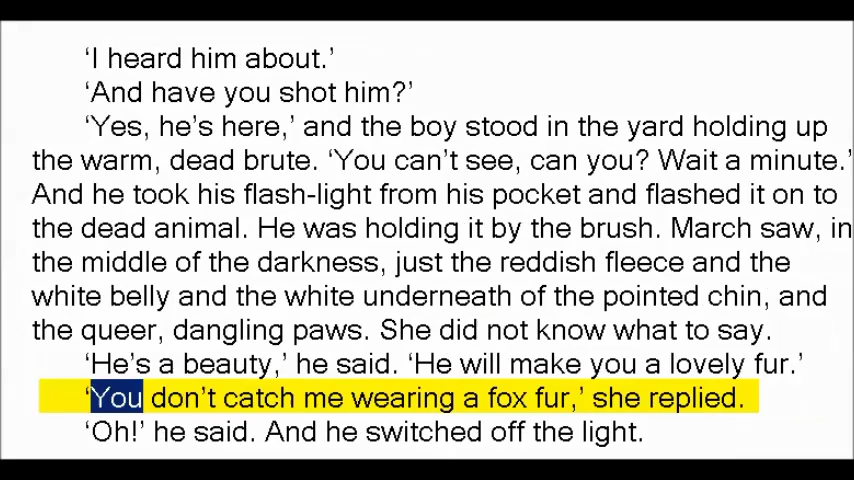 ‘I heard him about.’
‘And have you shot him?’
‘Yes, he’s here,’ and the boy stood in the yard holding up
the warm, dead brute. ‘You can’t see, can you? Wait a minute.’
And he took his flash-light from his pocket and flashed it on to
the dead animal. He was holding it by the brush. March saw, in
the middle of the darkness, just the reddish fleece and the
white belly and the white underneath of the pointed chin, and
the queer, dangling paws. She did not know what to say.
‘He’s a beauty,’ he said. ‘He will make you a lovely fur.’
‘You don’t catch me wearing a fox fur,’ she replied.
‘Oh!’ he said. And he switched off the light.